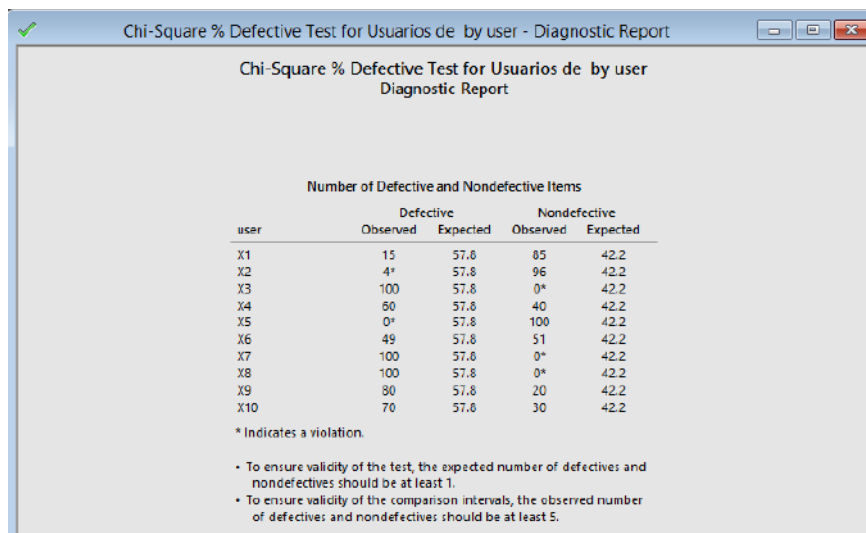 Chi-Square % Defective Test for Usuarios de by user - Diagnostic Report
Chi-Square % Defective Test for Usuarios de by user
Diagnostic Report
Number of Defective and Nondefective Items
Defective Nondefective
user Observed Expected Observed Expected
X1 15 57.8 85 42.2
X2 4* 57.8 96 42.2
X3 100 57.8 0* 42.2
X4 60 57.8 40 42.2
X5 0* 57.8 100 42.2
X6 49 57.8 51 42.2
X7 100 57.8 0* 42.2
X8 100 57.8 0* 42.2
X9 80 57.8 20 42.2
X10 70 57.8 30 42.2
* Indicates a violation.
• To ensure validity of the test, the expected number of defectives and
nondefectives should be at least 1.
• To ensure validity of the comparison intervals, the observed number
of defectives and nondefectives should be at least 5.